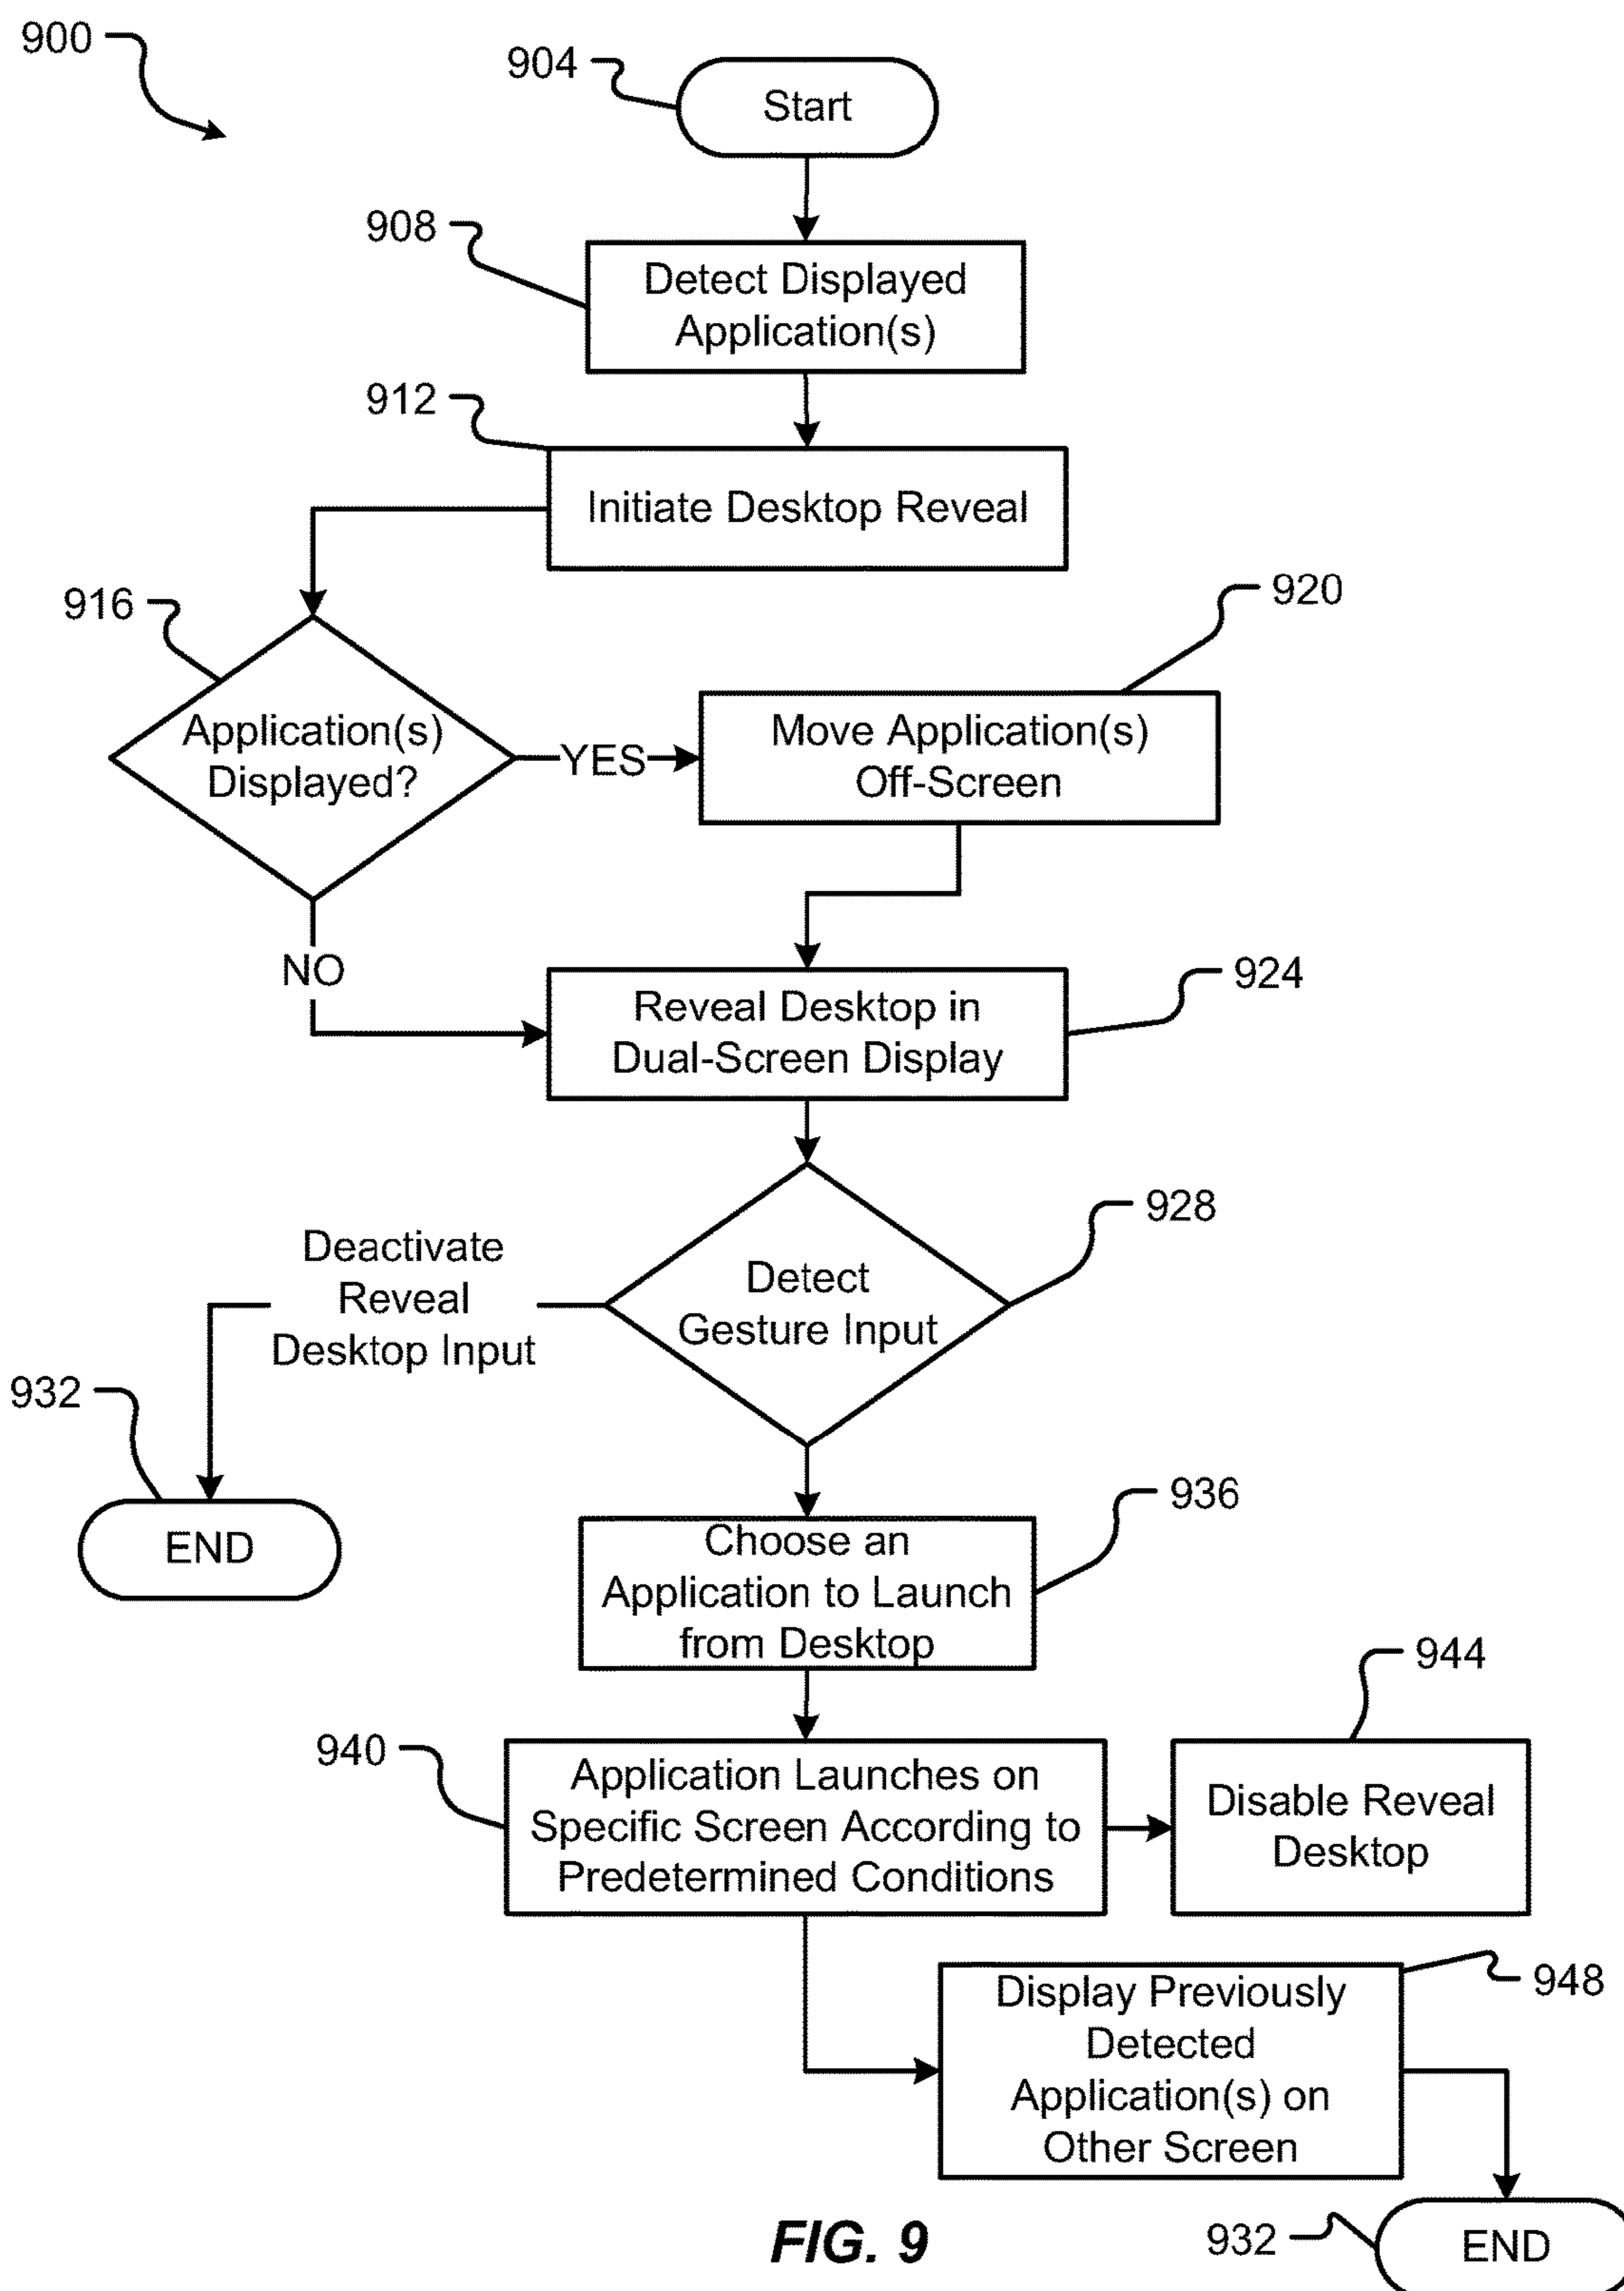 900
904
Start
908
Detect Displayed
Application(s)
912
Initiate Desktop Reveal
916
920
Application(s)
Displayed?
YES
Move Application(s)
Off-Screen
NO
924
Reveal Desktop in
Dual-Screen Display
928
Deactivate
Reveal
Desktop Input
Detect
Gesture Input
932
END
936
Choose an
Application to Launch
from Desktop
944
940
Application Launches on
Specific Screen According to
Predetermined Conditions
Disable Reveal
Desktop
948
Display Previously
Detected
Application(s) on
Other Screen
FIG. 9
932
END